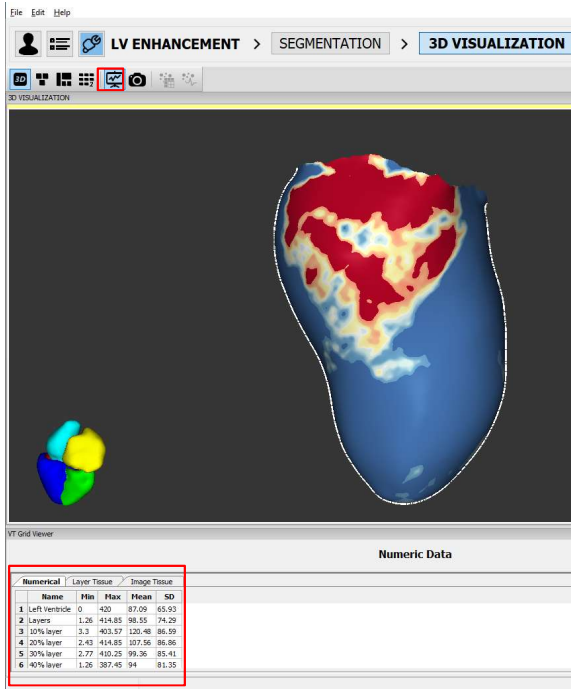 File Edit Help
LV ENHANCEMENT > SEGMENTATION > 3D VISUALIZATION
3D
3D VISUALIZATION
VT Grid Viewer
Numeric Data
Numerical Layer Tissue Image Tissue
Name Min Max Mean SD
1 Left Ventricle 0 420 87.09 65.93
2 Layers 1.26 414.85 98.55 74.29
3 10% layer 3.3 403.57 120.48 86.59
4 20% layer 2.43 414.85 107.56 86.86
5 30% layer 2.77 410.25 99.36 85.41
6 40% layer 1.26 387.45 94 81.35